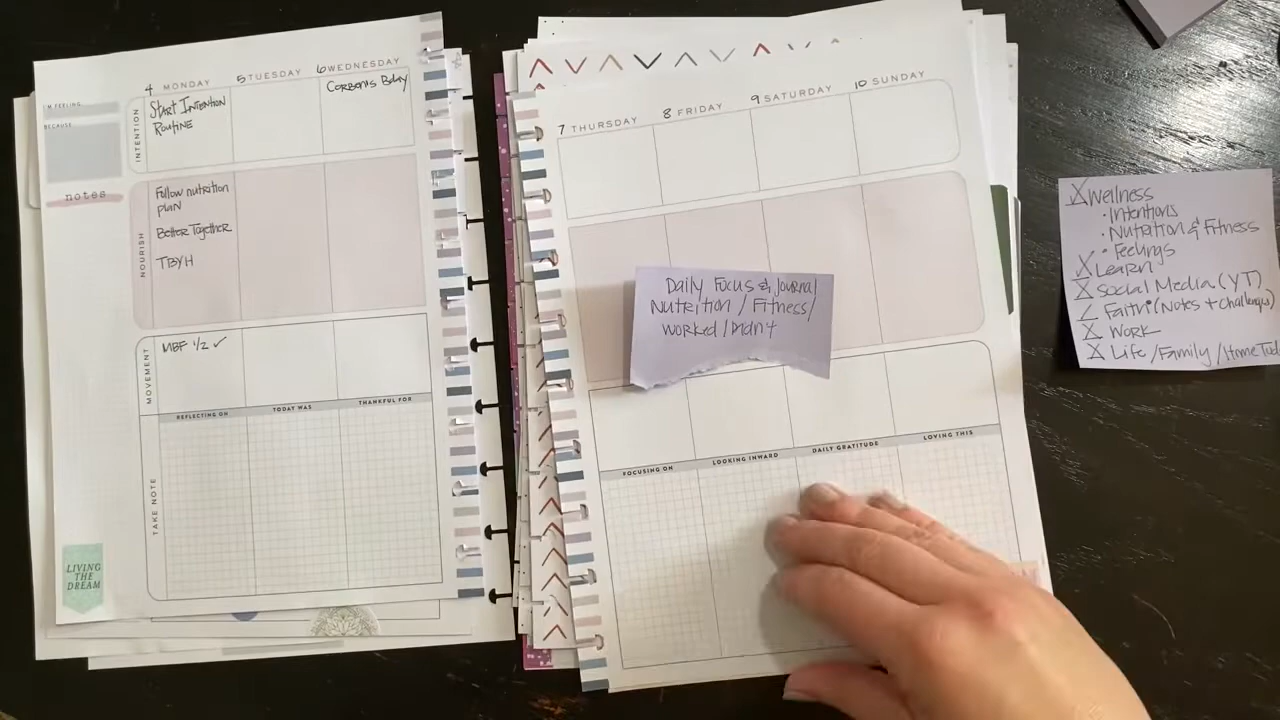 4 MONDAY
5 TUESDAY
6 WEDNESDAY
I'M FEELING
BECAUSE
notes
INTENTION
Start Intention
Routine
Corbin's Bday
NOURISH
Follow nutrition
plan
Better Together
TBYH
MOVEMENT
MBF 1/2 ✓
REFLECTING ON
TODAY WAS
THANKFUL FOR
TAKE NOTE
LIVING
THE
DREAM
7 THURSDAY
8 FRIDAY
9 SATURDAY
10 SUNDAY
Daily Focus & Journal
Nutrition / Fitness /
Worked / Didn't
FOCUSING ON
LOOKING INWARD
DAILY GRATITUDE
LOVING THIS
X Wellness
• Intentions
• Nutrition & Fitness
• Feelings
X Learn
X Social Media (YT)
Faith (Notes + Challenges)
X Work
X Life / Family / Home